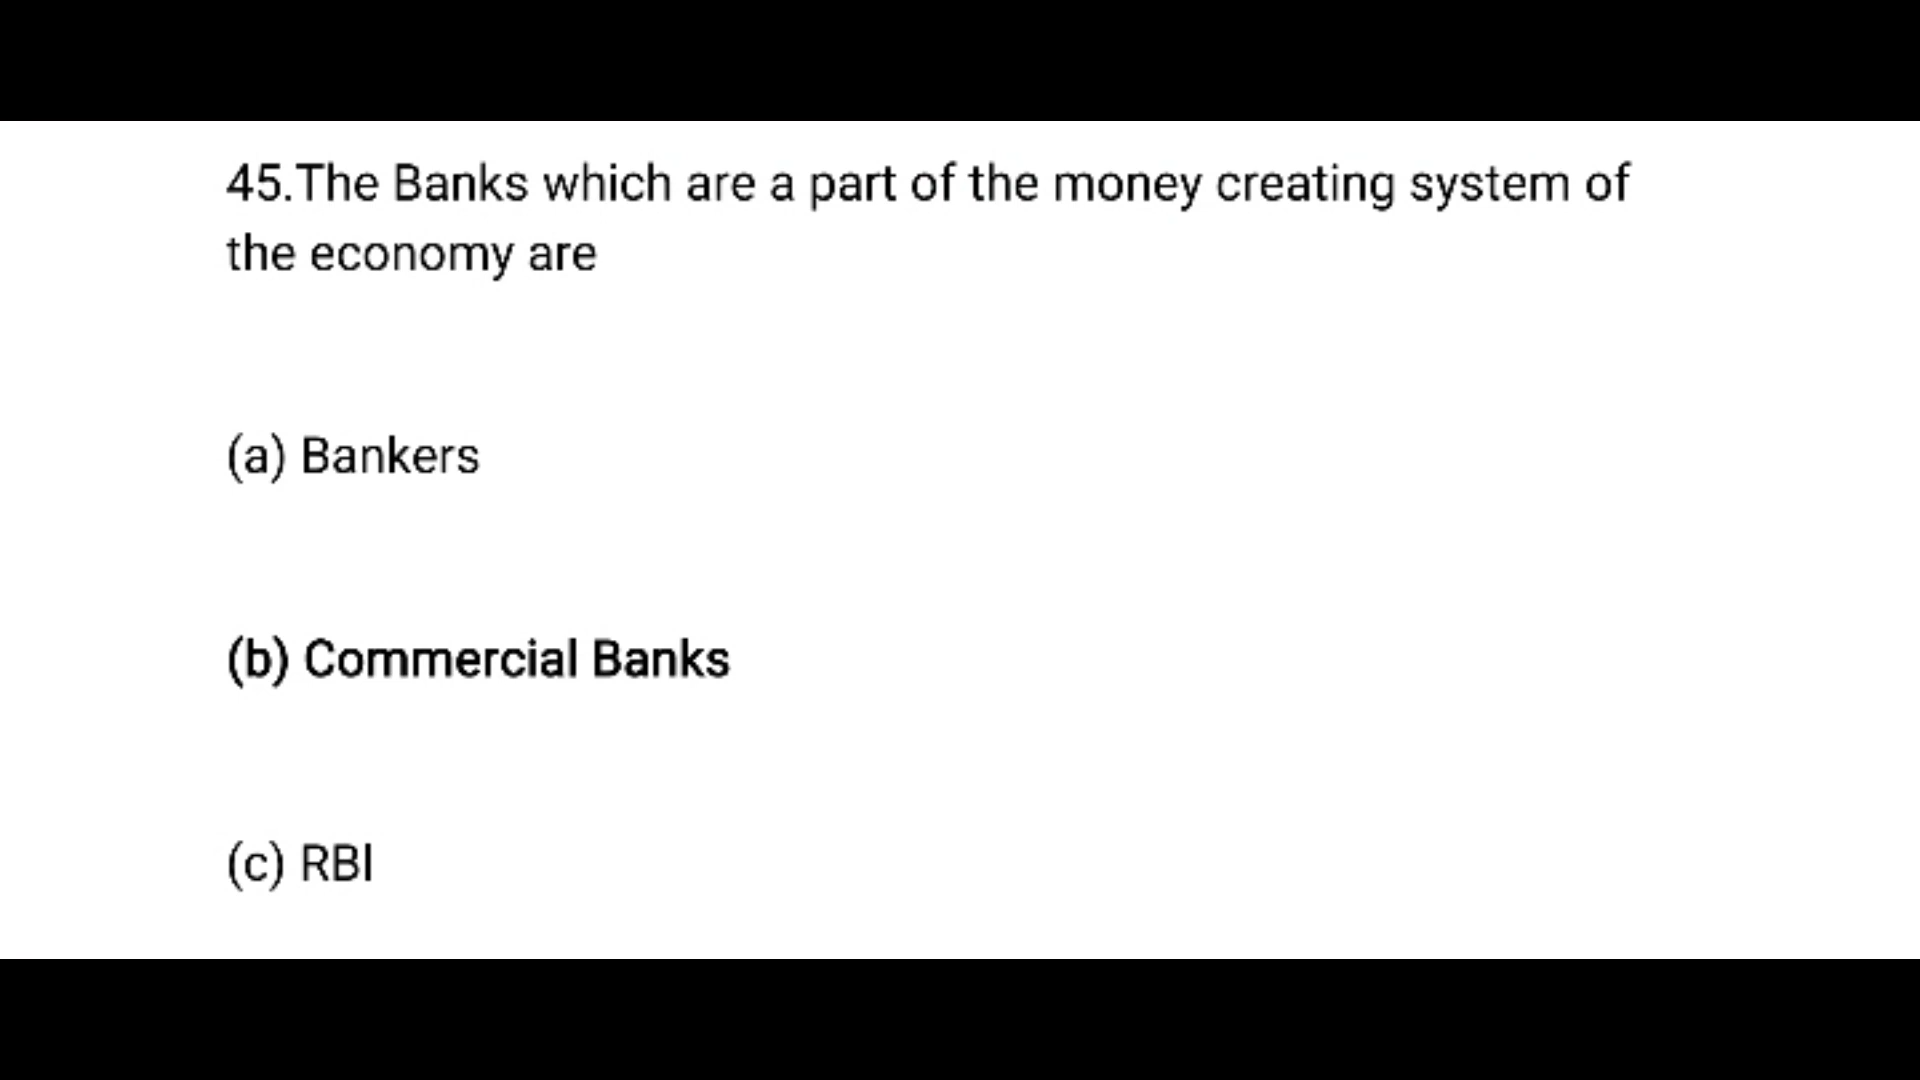 45.The Banks which are a part of the money creating system of
the economy are
(a) Bankers
(b) Commercial Banks
(c) RBI